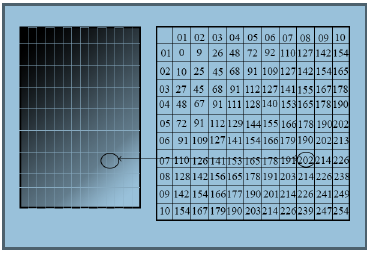 01 02 03 04 05 06 07 08 09 10
01 0 9 26 48 72 92 110 127 142 154
02 10 25 45 68 91 109 127 142 154 165
03 27 45 68 91 112 127 141 155 167 178
04 48 67 91 111 128 140 153 165 178 190
05 72 91 112 129 144 155 166 178 190 202
06 91 109 127 141 154 166 179 190 202 213
07 110 126 141 153 165 178 191 202 214 226
08 128 142 156 165 178 191 203 214 226 238
09 142 154 166 177 190 201 214 226 241 249
10 154 167 179 190 203 214 226 239 247 254